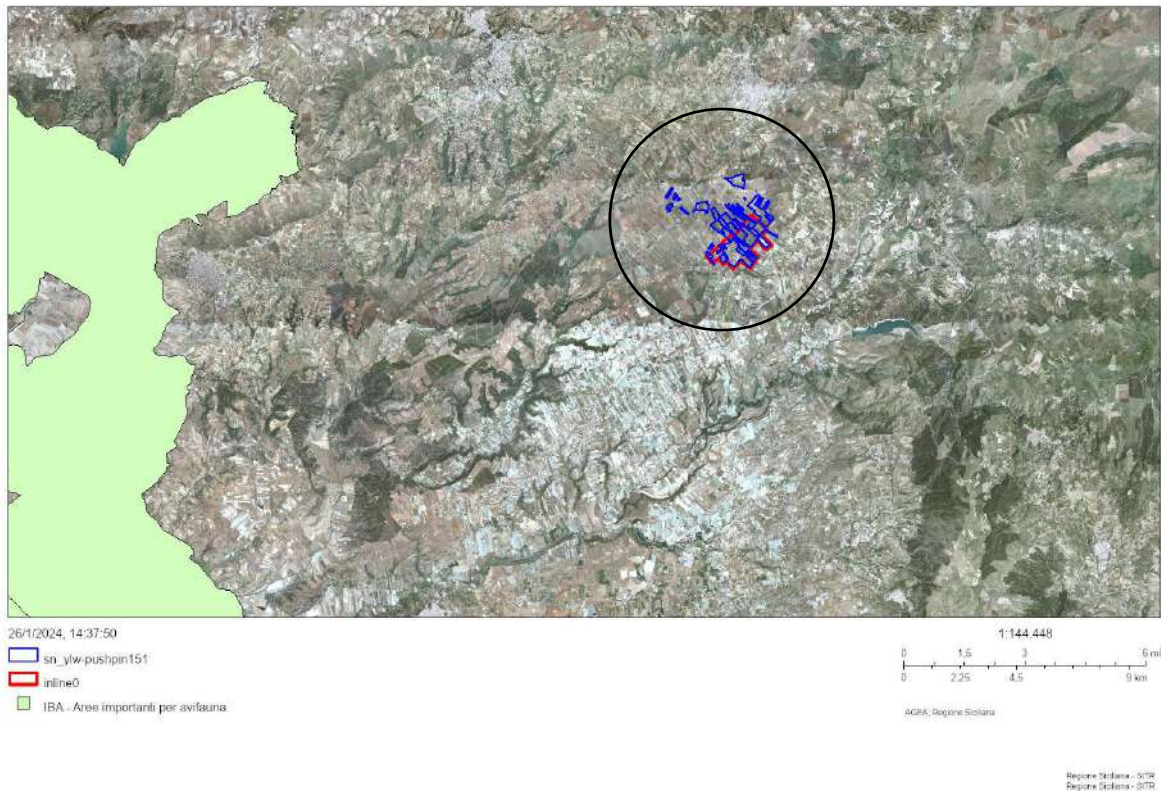 26/1/2024, 14:37:50
sn_ylw-pushpin151
inline0
IBA - Aree importanti per avifauna
1:144.448
0 1,5 3 6 mi
0 2,25 4,5 9 km
AGEA, Regione Siciliana
Regione Siciliana - SITR
Regione Siciliana - SITR